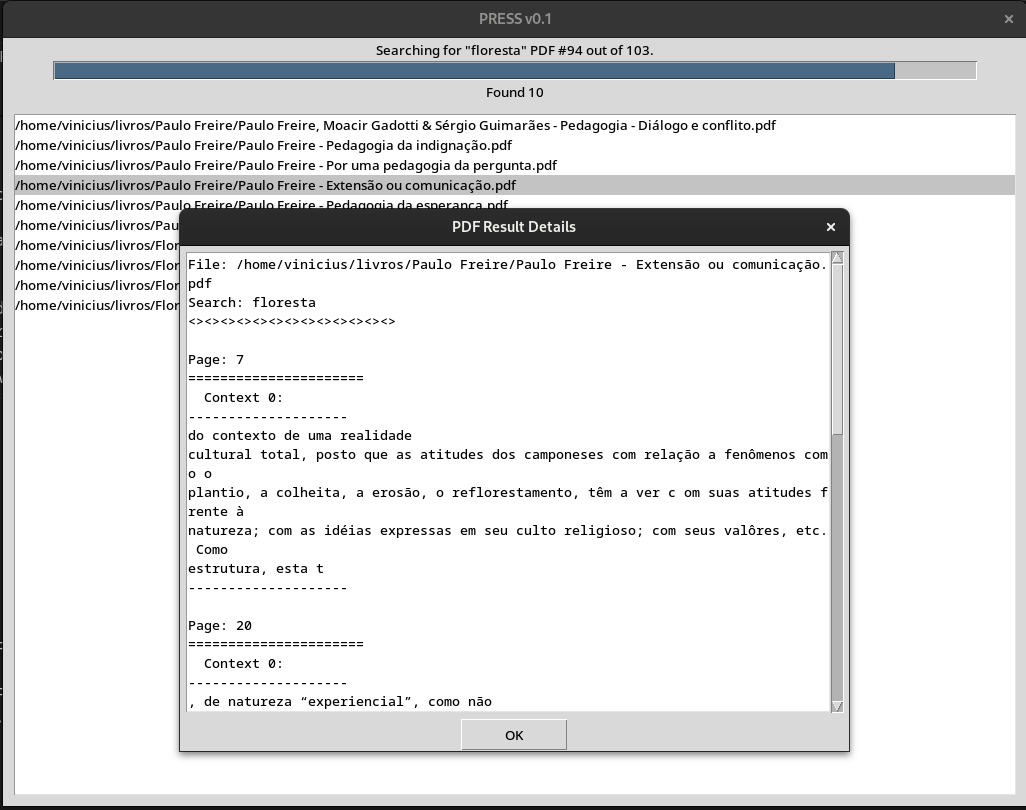 PRESS v0.1
Searching for "floresta" PDF #94 out of 103.
Found 10
/home/vinicius/livros/Paulo Freire/Paulo Freire, Moacir Gadotti & Sérgio Guimarães - Pedagogia - Diálogo e conflito.pdf
/home/vinicius/livros/Paulo Freire/Paulo Freire - Pedagogia da indignação.pdf
/home/vinicius/livros/Paulo Freire/Paulo Freire - Por uma pedagogia da pergunta.pdf
/home/vinicius/livros/Paulo Freire/Paulo Freire - Extensão ou comunicação.pdf
/home/vinicius/livros/Paulo Freire/Paulo Freire - Pedagogia da esperança.pdf
/home/vinicius/livros/Pau
/home/vinicius/livros/Flor
/home/vinicius/livros/Flor
/home/vinicius/livros/Flor
/home/vinicius/livros/Flor
PDF Result Details
File: /home/vinicius/livros/Paulo Freire/Paulo Freire - Extensão ou comunicação.
pdf
Search: floresta
<><><><><><><><><><><><><>
Page: 7
======================
Context 0:
--------------------
do contexto de uma realidade
cultural total, posto que as atitudes dos camponeses com relação a fenômenos com
o o
plantio, a colheita, a erosão, o reflorestamento, têm a ver c om suas atitudes f
rente à
natureza; com as idéias expressas em seu culto religioso; com seus valôres, etc.
Como
estrutura, esta t
--------------------
Page: 20
======================
Context 0:
--------------------
, de natureza “experiencial”, como não
OK